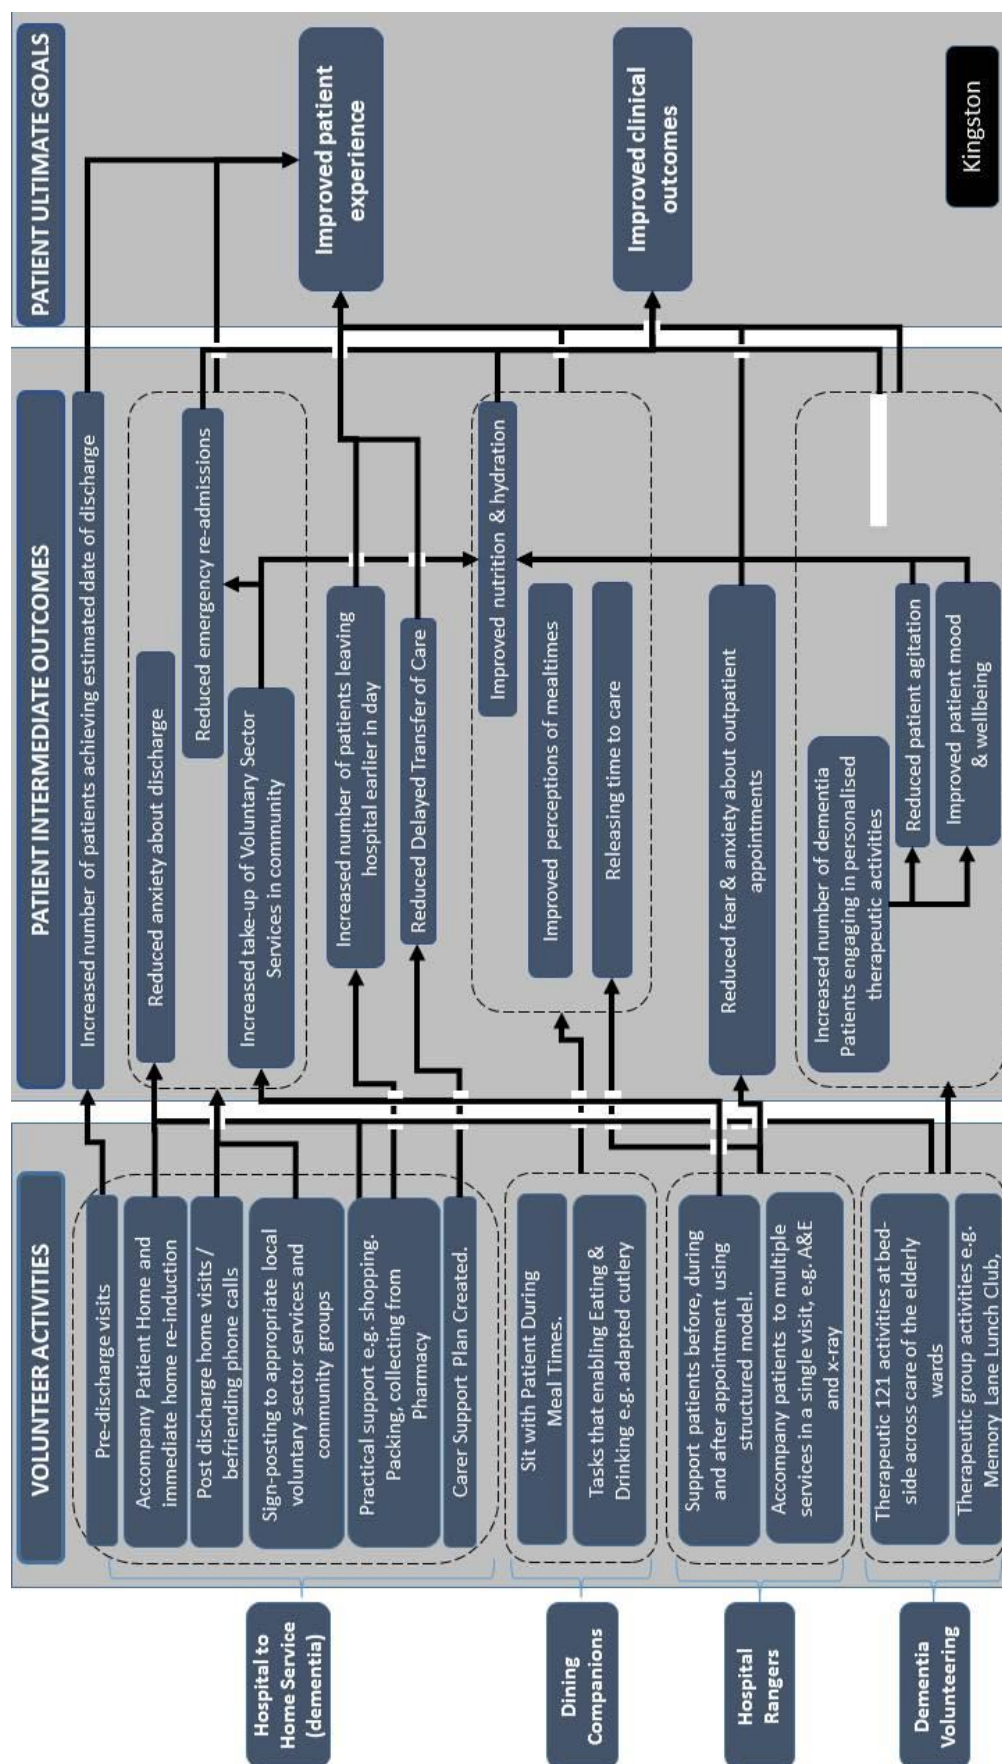 VOLUNTEER ACTIVITIES
PATIENT INTERMEDIATE OUTCOMES
PATIENT ULTIMATE GOALS
Hospital to
Home Service
(dementia)
Pre-discharge visits
Accompany Patient Home and
immediate home re-induction
Post discharge home visits /
befriending phone calls
Sign-posting to appropriate local
voluntary sector services and
community groups
Practical support e.g. shopping.
Packing, collecting from
Pharmacy
Carer Support Plan Created.
Dining
Companions
Sit with Patient During
Meal Times.
Tasks that enabling Eating &
Drinking e.g. adapted cutlery
Hospital
Rangers
Support patients before, during
and after appointment using
structured model.
Accompany patients to multiple
services in a single visit, e.g. A&E
and x-ray
Dementia
Volunteering
Therapeutic 121 activities at bed-
side across care of the elderly
wards
Therapeutic group activities e.g.
Memory Lane Lunch Club,
Increased number of patients achieving estimated date of discharge
Reduced anxiety about discharge
Reduced emergency re-admissions
Increased take-up of Voluntary Sector
Services in community
Increased number of patients leaving
hospital earlier in day
Reduced Delayed Transfer of Care
Improved nutrition & hydration
Improved perceptions of mealtimes
Releasing time to care
Reduced fear & anxiety about outpatient
appointments
Increased number of dementia
Patients engaging in personalised
therapeutic activities
Reduced patient agitation
Improved patient mood
& wellbeing
Improved patient
experience
Improved clinical
outcomes
Kingston